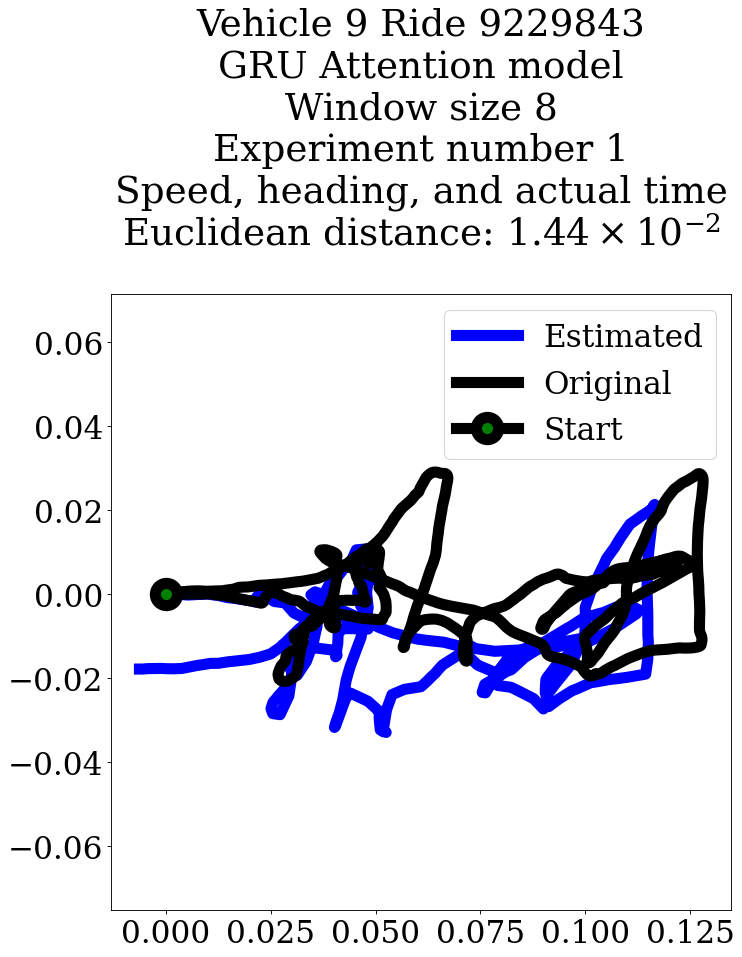 Vehicle 9 Ride 9229843
GRU Attention model
Window size 8
Experiment number 1
Speed, heading, and actual time
Euclidean distance: 1.44 × 10⁻²
Estimated
Original
Start
0.06
0.04
0.02
0.00
−0.02
−0.04
−0.06
0.000 0.025 0.050 0.075 0.100 0.125